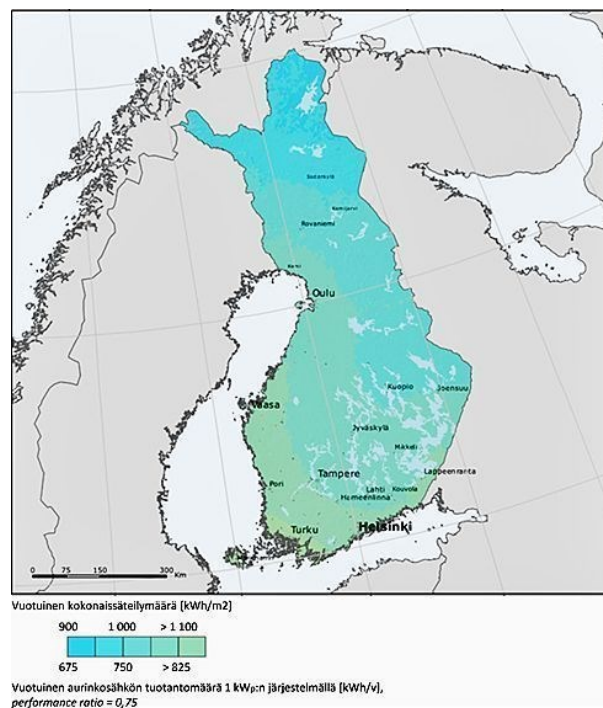 Sodankylä
Kemijärvi
Rovaniemi
Kemi
Oulu
Kuopio
Joensuu
Vaasa
Jyväskylä
Mikkeli
Lappeenranta
Tampere
Pori
Lahti
Kouvola
Hämeenlinna
Helsinki
Turku
0 75 150 300
Km
Vuotuinen kokonaissäteilymäärä [kWh/m2]
900 1 000 > 1 100
675 750 > 825
Vuotuinen aurinkosähkön tuotantomäärä 1 kWp:n järjestelmällä [kWh/v],
performance ratio = 0,75